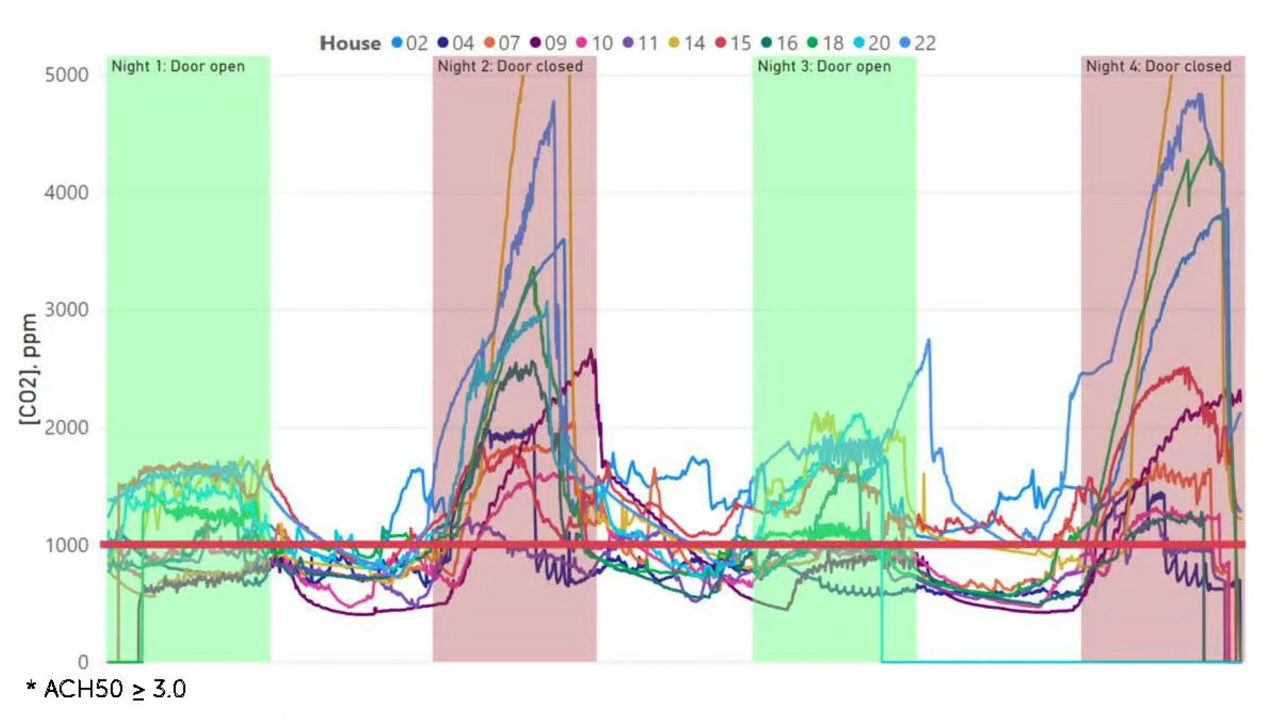 House 02 04 07 09 10 11 14 15 16 18 20 22
Night 1: Door open
Night 2: Door closed
Night 3: Door open
Night 4: Door closed
5000
4000
3000
2000
1000
0
[CO2], ppm
* ACH50 ≥ 3.0